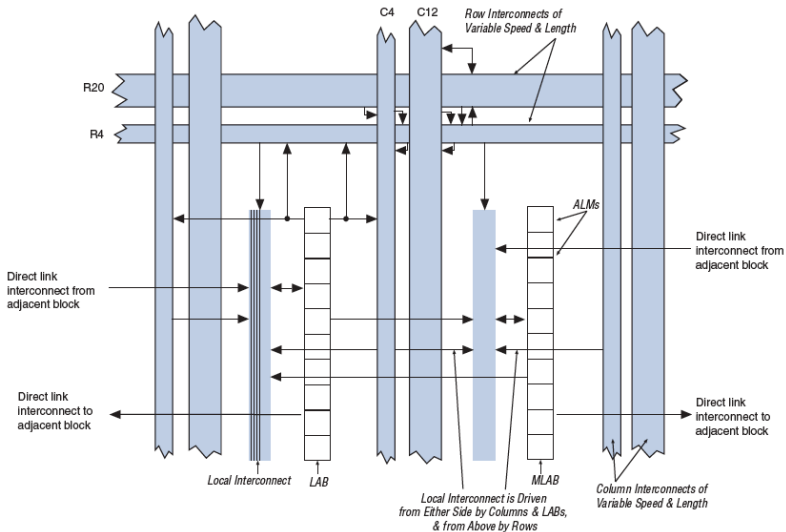 C4 C12
Row Interconnects of
Variable Speed & Length
R20
R4
ALMs
Direct link
interconnect from
adjacent block
Direct link
interconnect from
adjacent block
Direct link
interconnect to
adjacent block
Direct link
interconnect to
adjacent block
Local Interconnect
LAB
MLAB
Local Interconnect is Driven
from Either Side by Columns & LABs,
& from Above by Rows
Column Interconnects of
Variable Speed & Length